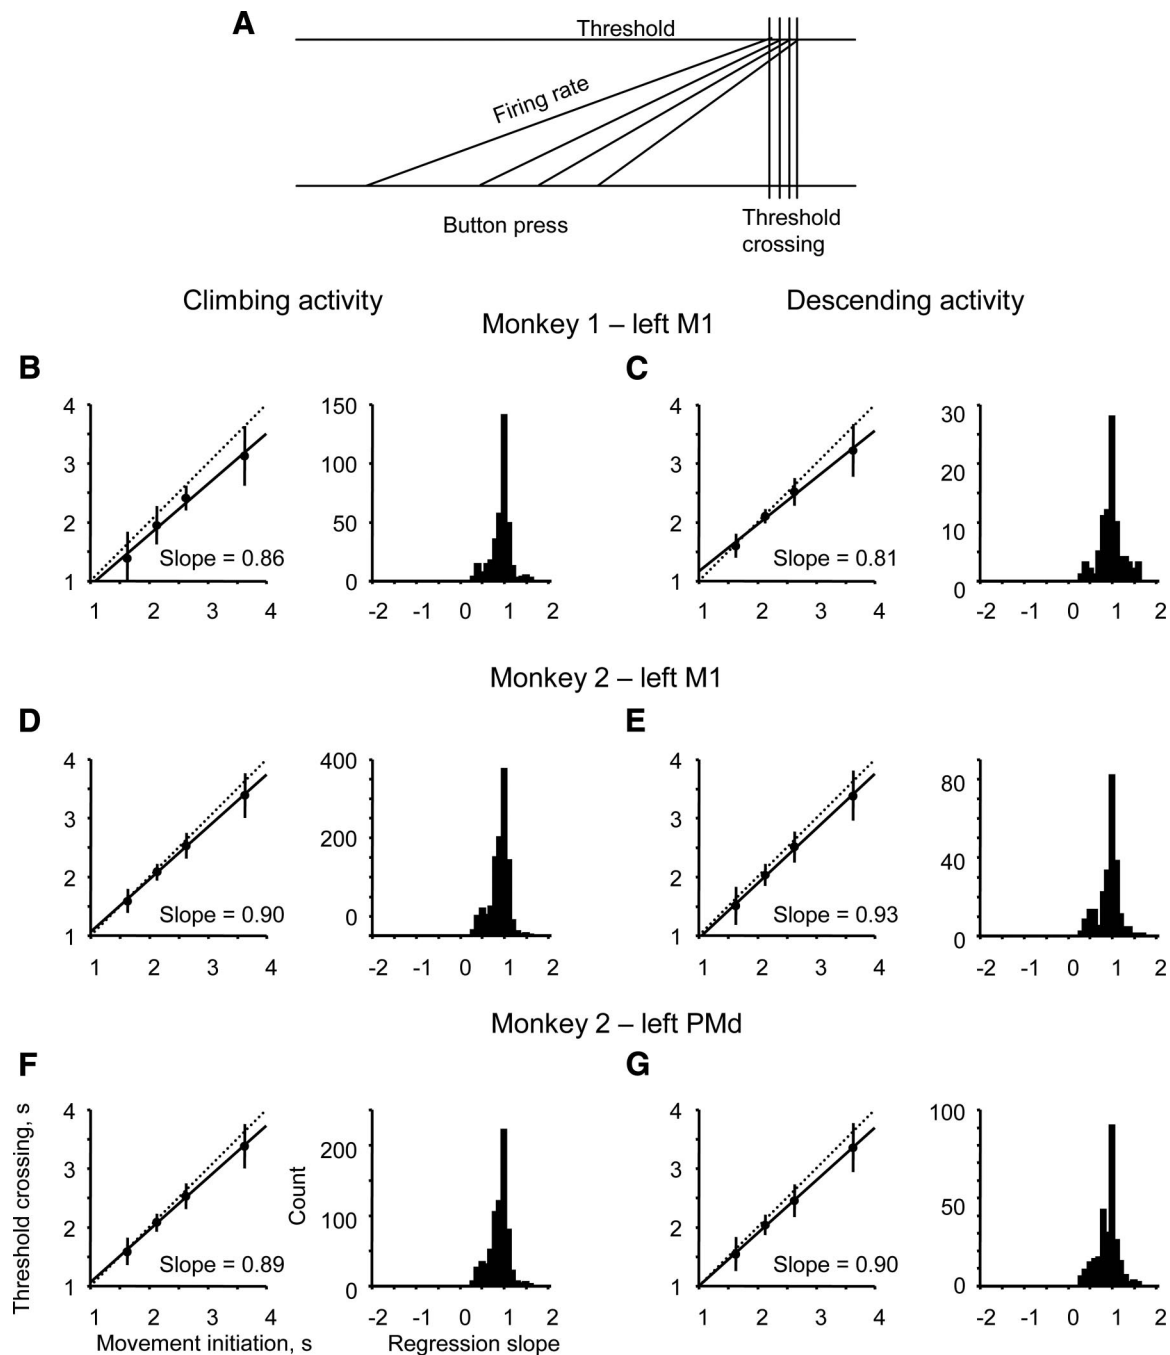 A
Threshold
Firing rate
Button press
Threshold
crossing
Climbing activity
Descending activity
Monkey 1 – left M1
B
4
3
2
1
Slope = 0.86
1 2 3 4
150
100
50
0
-2 -1 0 1 2
C
4
3
2
1
Slope = 0.81
1 2 3 4
30
20
10
0
-2 -1 0 1 2
Monkey 2 – left M1
D
4
3
2
1
Slope = 0.90
1 2 3 4
400
200
0
-2 -1 0 1 2
E
4
3
2
1
Slope = 0.93
1 2 3 4
80
40
0
-2 -1 0 1 2
Monkey 2 – left PMd
F
Threshold crossing, s
4
3
2
1
Slope = 0.89
1 2 3 4
Movement initiation, s
Count
200
100
0
-2 -1 0 1 2
Regression slope
G
4
3
2
1
Slope = 0.90
1 2 3 4
100
50
0
-2 -1 0 1 2